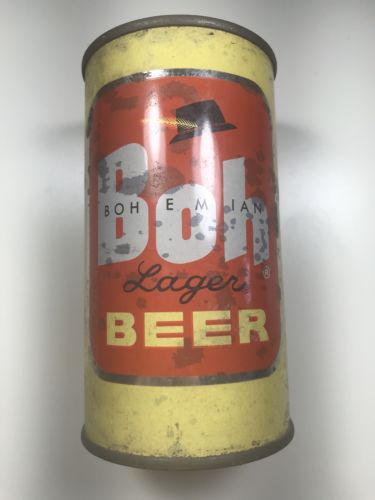 Boh
BOHEMIAN
Lager ®
BEER